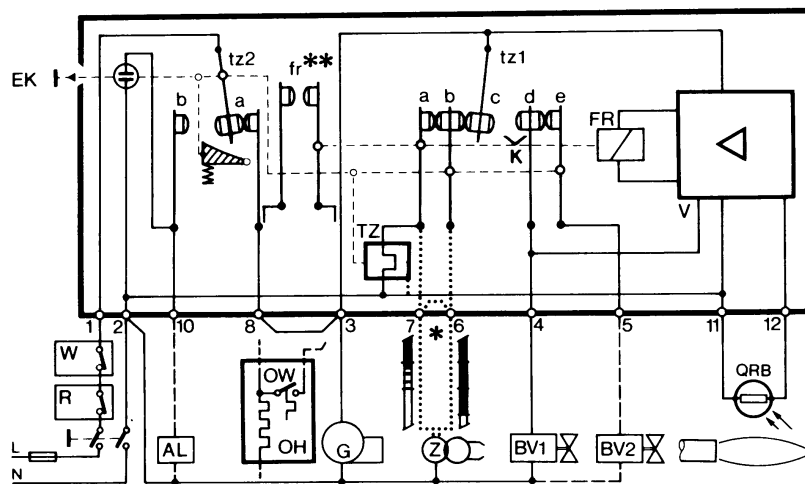 EK
tz2
fr**
tz1
b
a
a
b
c
d
e
K
FR
V
TZ
1
2
10
8
3
7
*
6
4
5
11
12
W
R
L
N
AL
OW
OH
G
Z
BV1
BV2
QRB